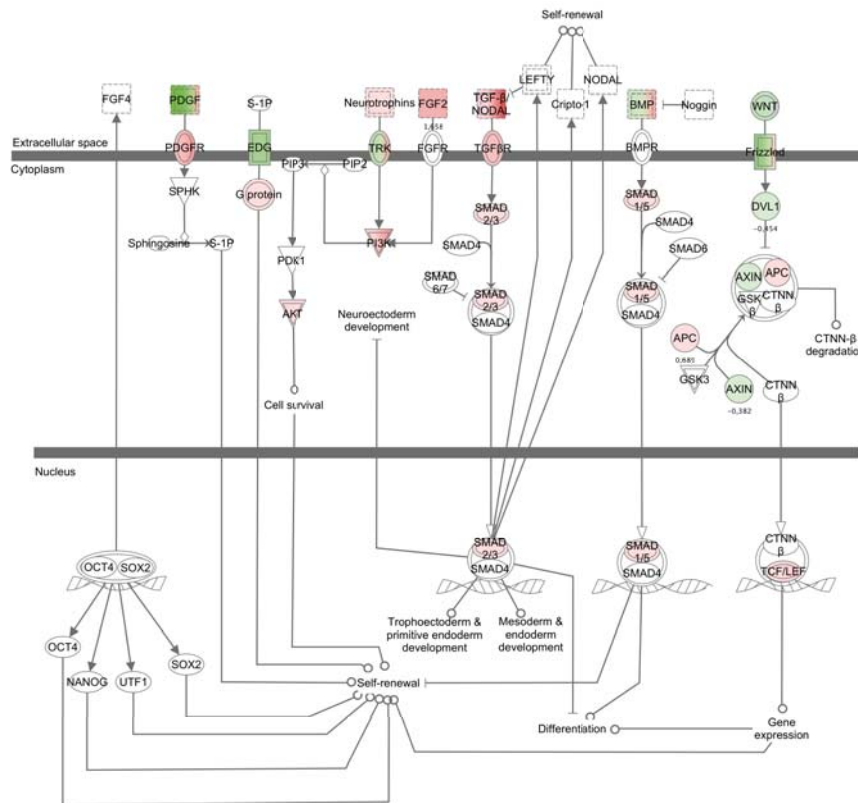 Self-renewal
FGF4
PDGF
S-1P
Neurotrophins
FGF2
1,658
TGF-β/
NODAL
LEFTY
Cripto-1
NODAL
BMP
Noggin
WNT
Extracellular space
Cytoplasm
PDGFR
EDG
TRK
FGFR
TGFβR
BMPR
Frizzled
SPHK
G protein
PIP3
PIP2
SMAD
2/3
SMAD
1/5
DVL1
-0,454
Sphingosine
S-1P
PDK1
PI3K
SMAD4
SMAD4
SMAD6
SMAD
6/7
SMAD
2/3
SMAD4
SMAD
1/5
SMAD4
AXIN
APC
GSK
β
CTNN
β
AKT
Neuroectoderm
development
CTNN-β
degradation
APC
0,685
GSK3
AXIN
-0,382
CTNN
β
Cell survival
Nucleus
OCT4
SOX2
SMAD
2/3
SMAD4
SMAD
1/5
SMAD4
CTNN
β
TCF/LEF
Trophoectoderm &
primitive endoderm
development
Mesoderm &
endoderm
development
OCT4
NANOG
UTF1
SOX2
Self-renewal
Differentiation
Gene
expression